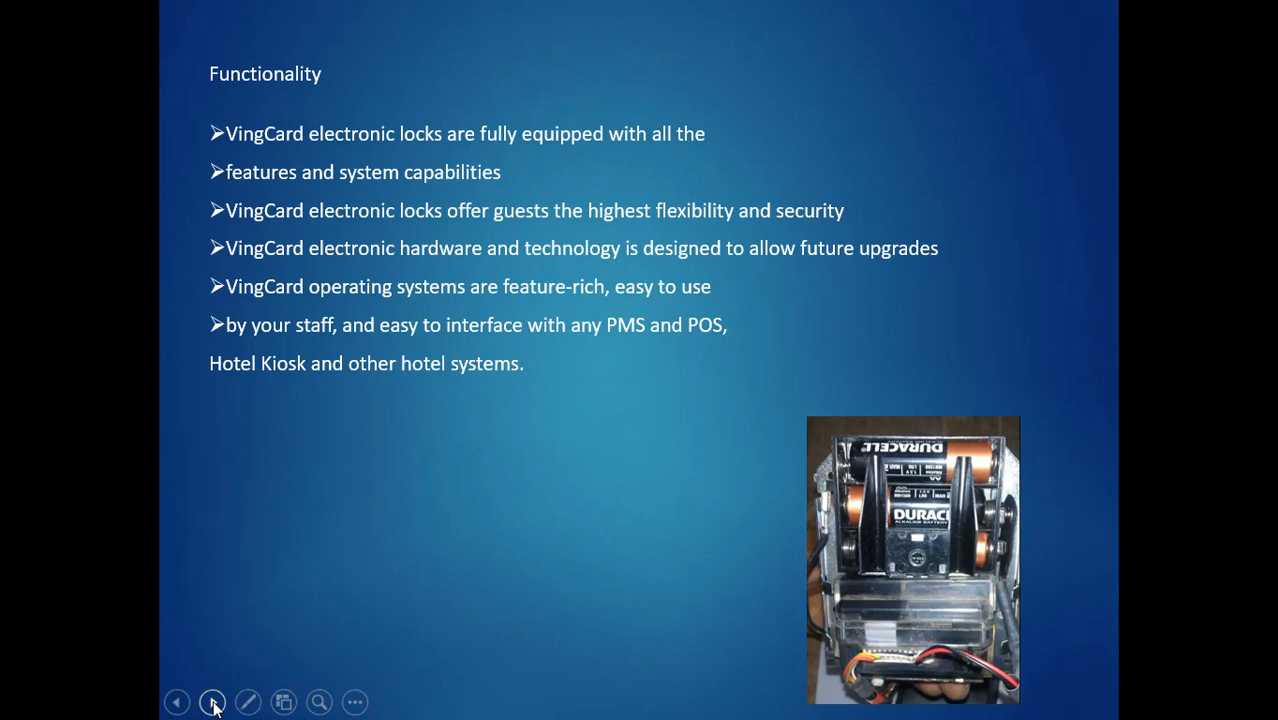 Functionality
➢VingCard electronic locks are fully equipped with all the
➢features and system capabilities
➢VingCard electronic locks offer guests the highest flexibility and security
➢VingCard electronic hardware and technology is designed to allow future upgrades
➢VingCard operating systems are feature-rich, easy to use
➢by your staff, and easy to interface with any PMS and POS,
Hotel Kiosk and other hotel systems.
DURACELL
DURAC
ALKALINE BATTERY